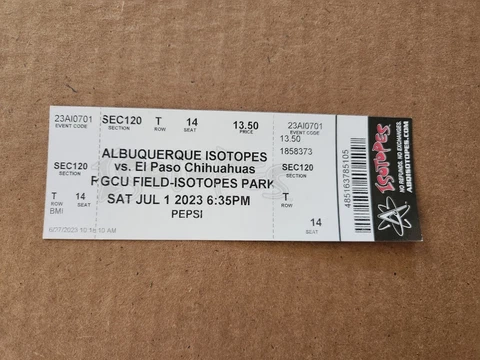 23AI0701
EVENT CODE
SEC120
SECTION
T
ROW
14
SEAT
13.50
PRICE
23AI0701
EVENT CODE
13.50
1858373
ALBUQUERQUE ISOTOPES
vs. El Paso Chihuahuas
RGCU FIELD-ISOTOPES PARK
SAT JUL 1 2023 6:35PM
PEPSI
SEC120
SECTION
T
ROW
14
SEAT
BMI
6/27/2023 10:16:10 AM
SEC120
SECTION
T
ROW
14
SEAT
485163785105
ISOTOPES
NO REFUNDS. NO EXCHANGES.
ABQISOTOPES.COM
A